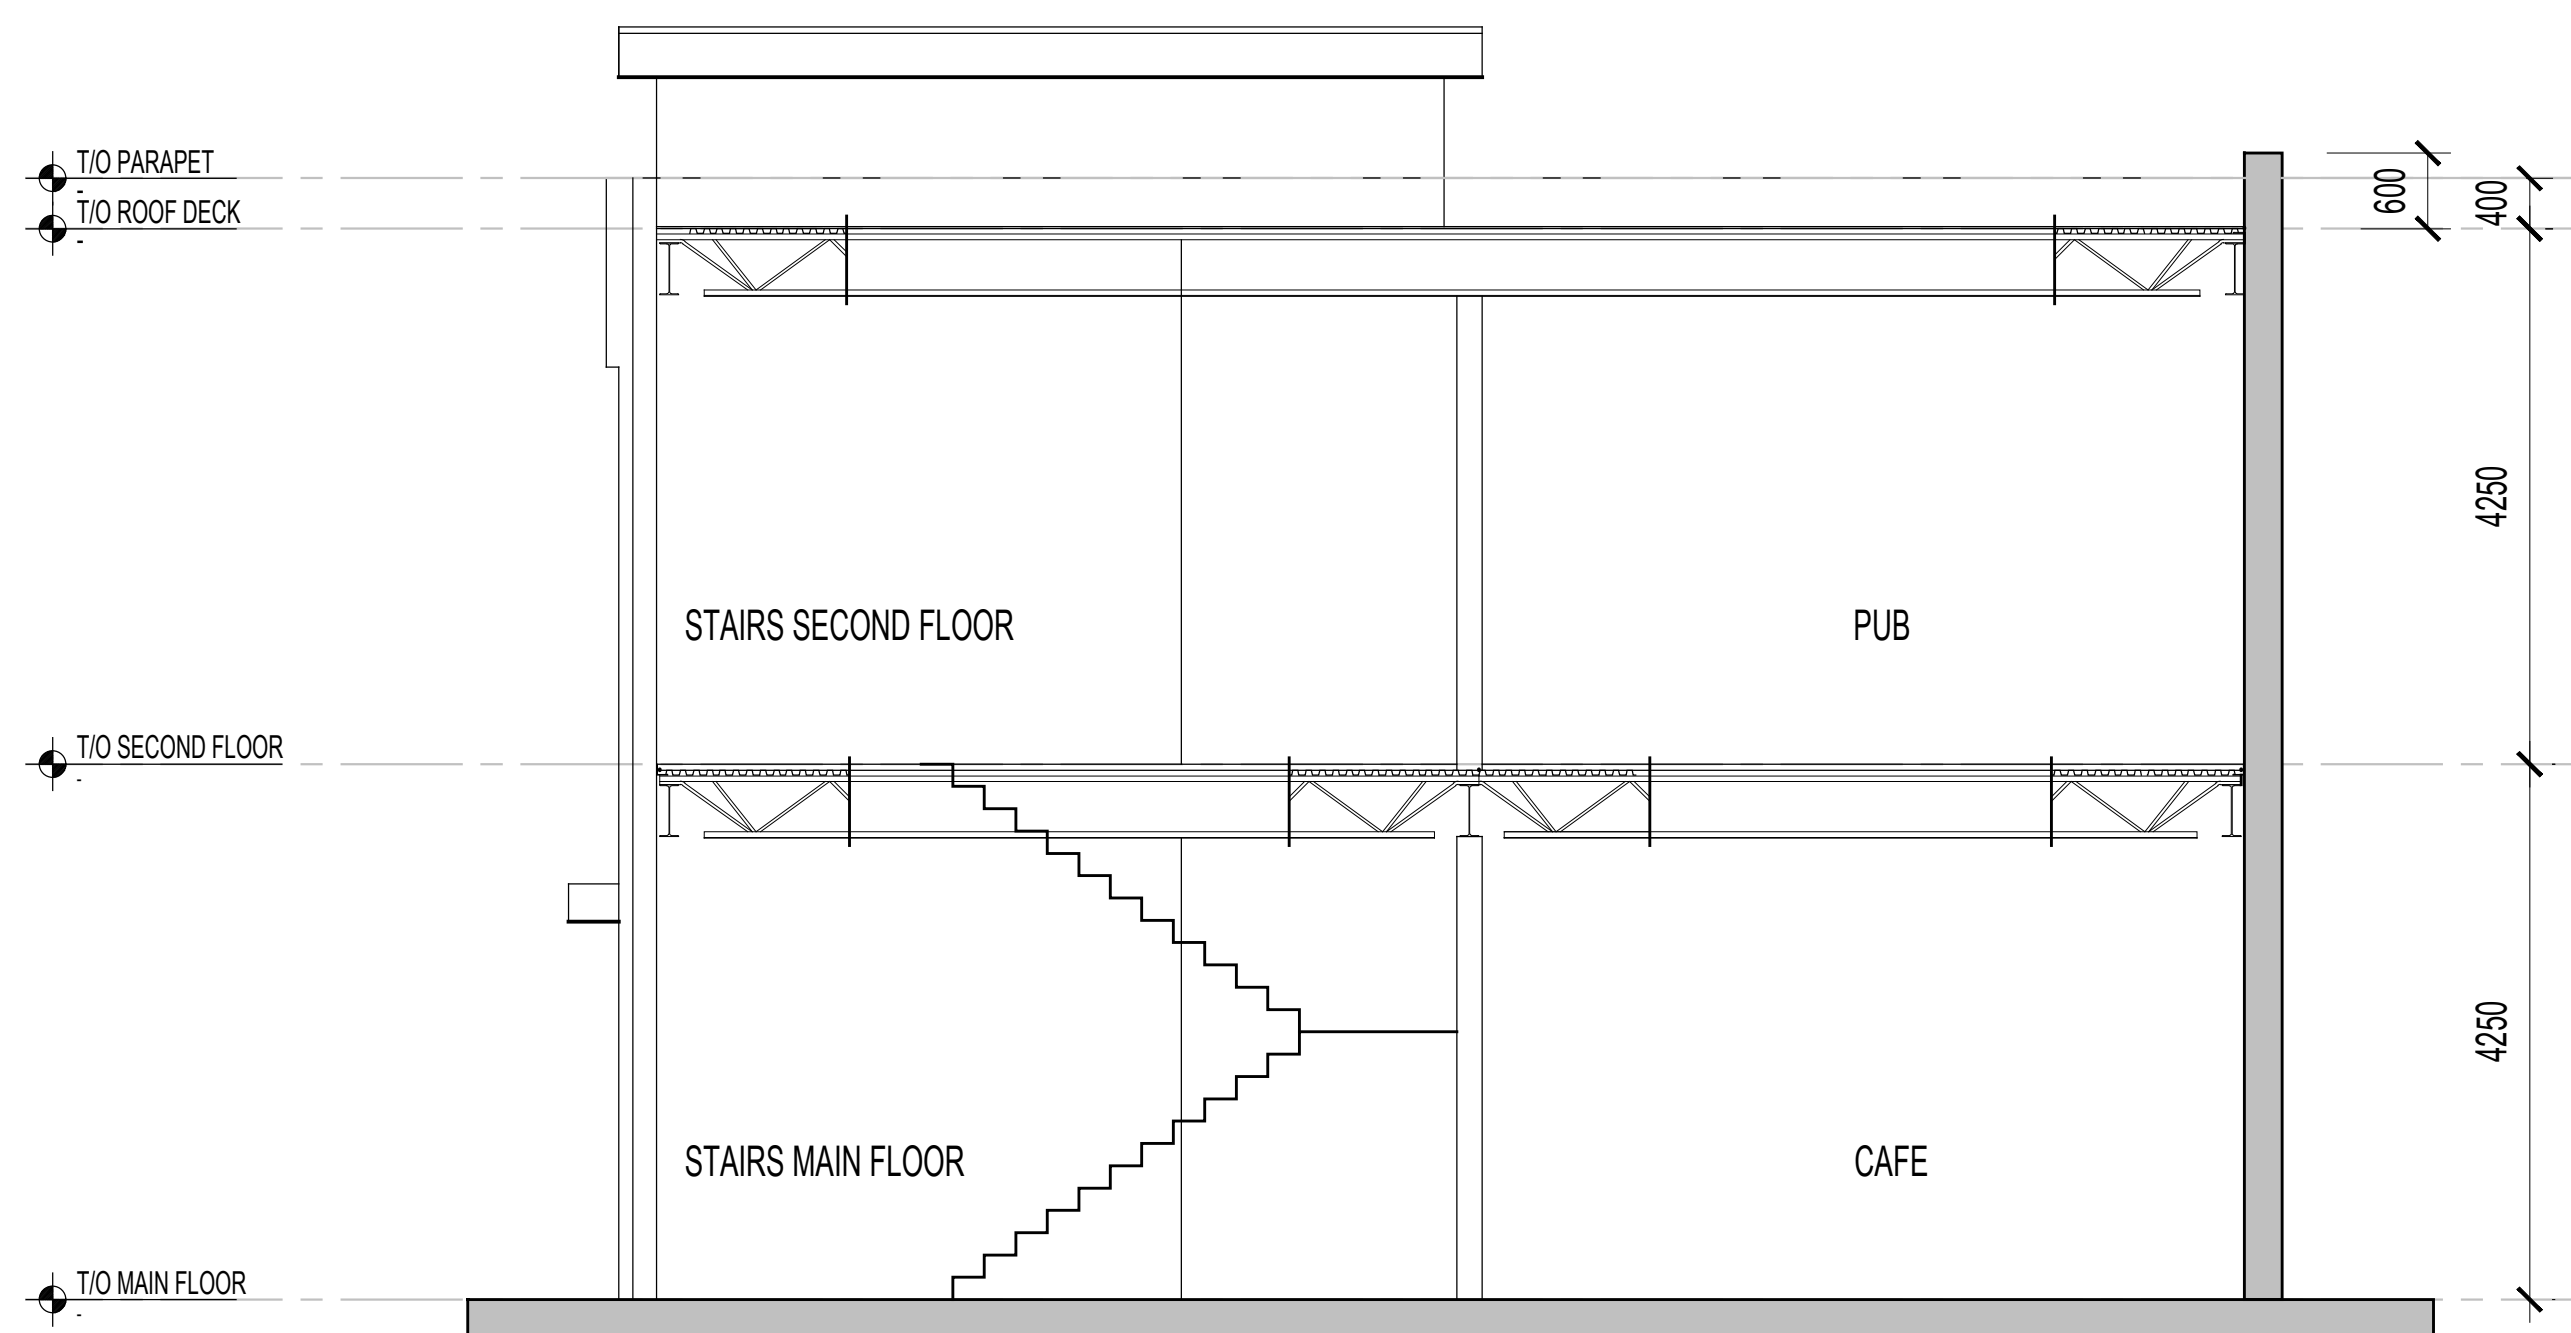 T/O PARAPET
-
T/O ROOF DECK
-
600
400
4250
STAIRS SECOND FLOOR
PUB
T/O SECOND FLOOR
-
4250
STAIRS MAIN FLOOR
CAFE
T/O MAIN FLOOR
-